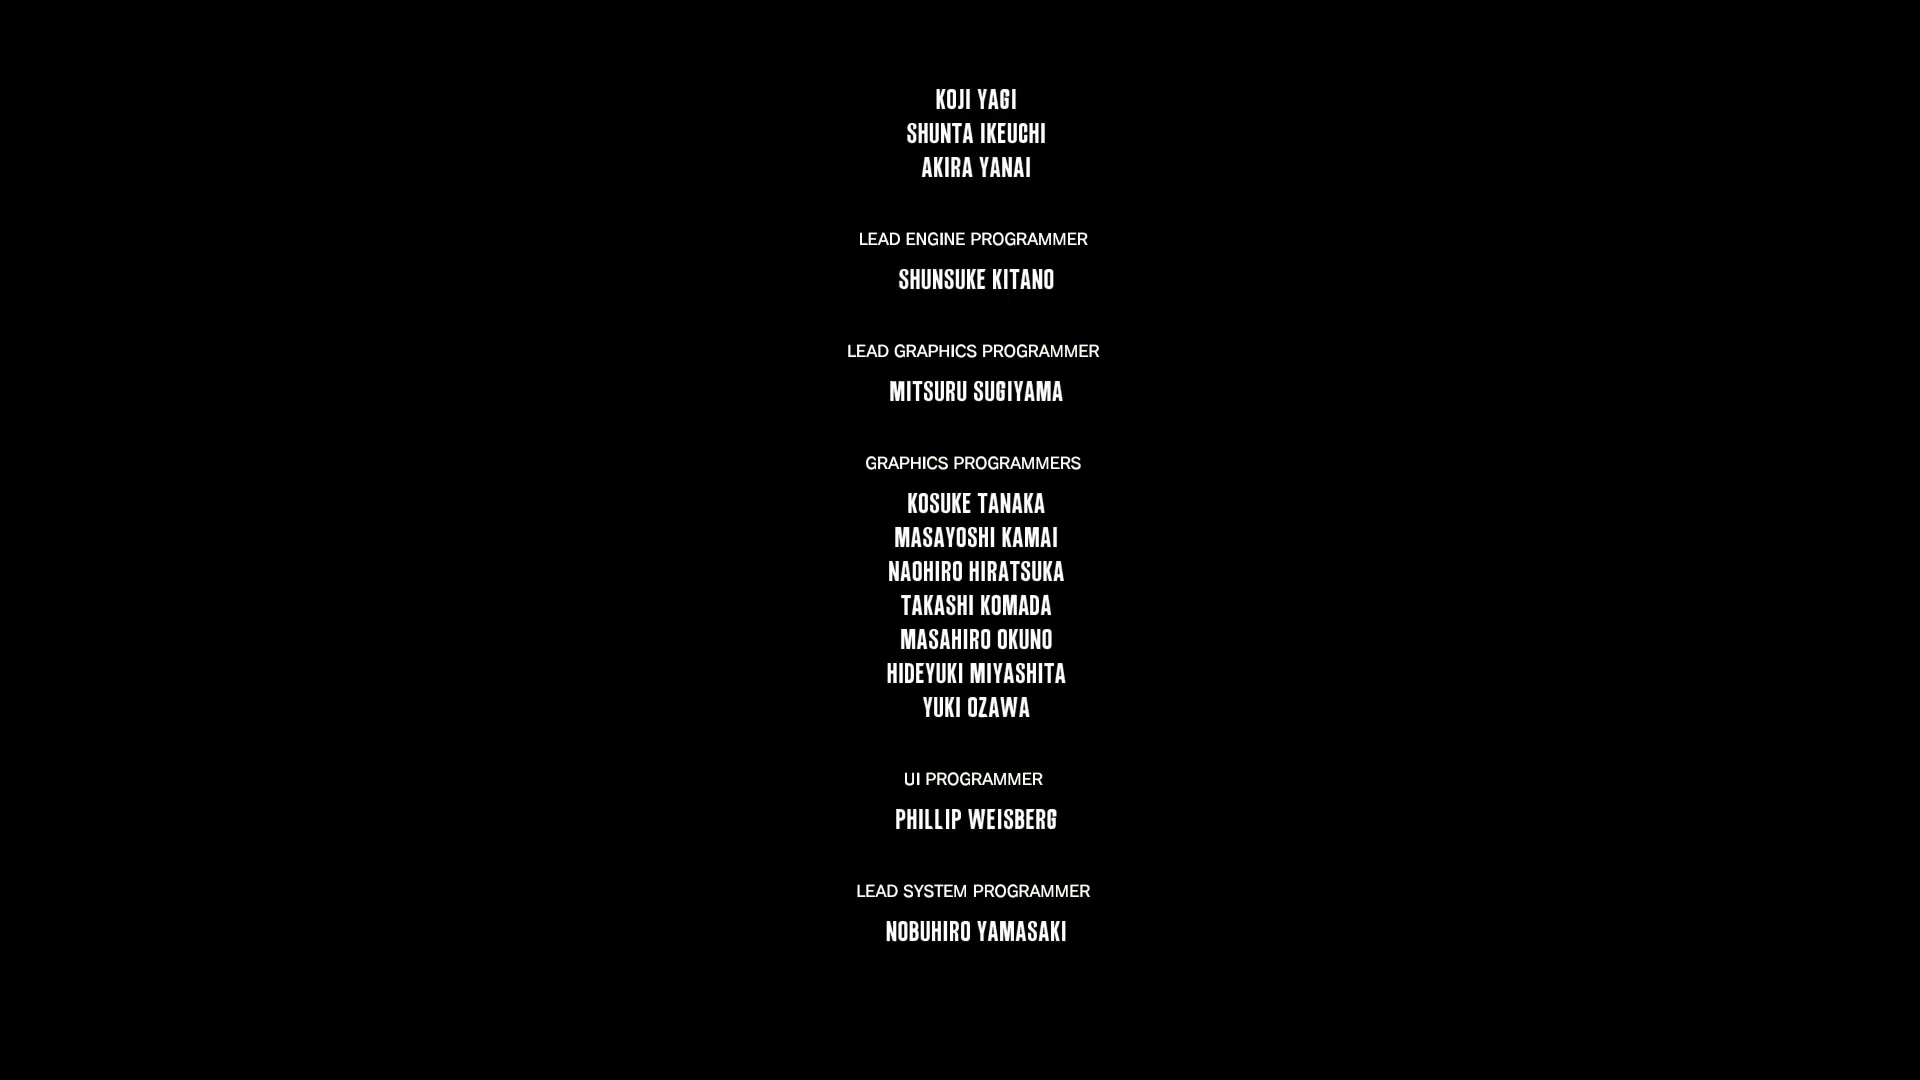 KOJI YAGI
SHUNTA IKEUCHI
AKIRA YANAI
LEAD ENGINE PROGRAMMER
SHUNSUKE KITANO
LEAD GRAPHICS PROGRAMMER
MITSURU SUGIYAMA
GRAPHICS PROGRAMMERS
KOSUKE TANAKA
MASAYOSHI KAMAI
NAOHIRO HIRATSUKA
TAKASHI KOMADA
MASAHIRO OKUNO
HIDEYUKI MIYASHITA
YUKI OZAWA
UI PROGRAMMER
PHILLIP WEISBERG
LEAD SYSTEM PROGRAMMER
NOBUHIRO YAMASAKI